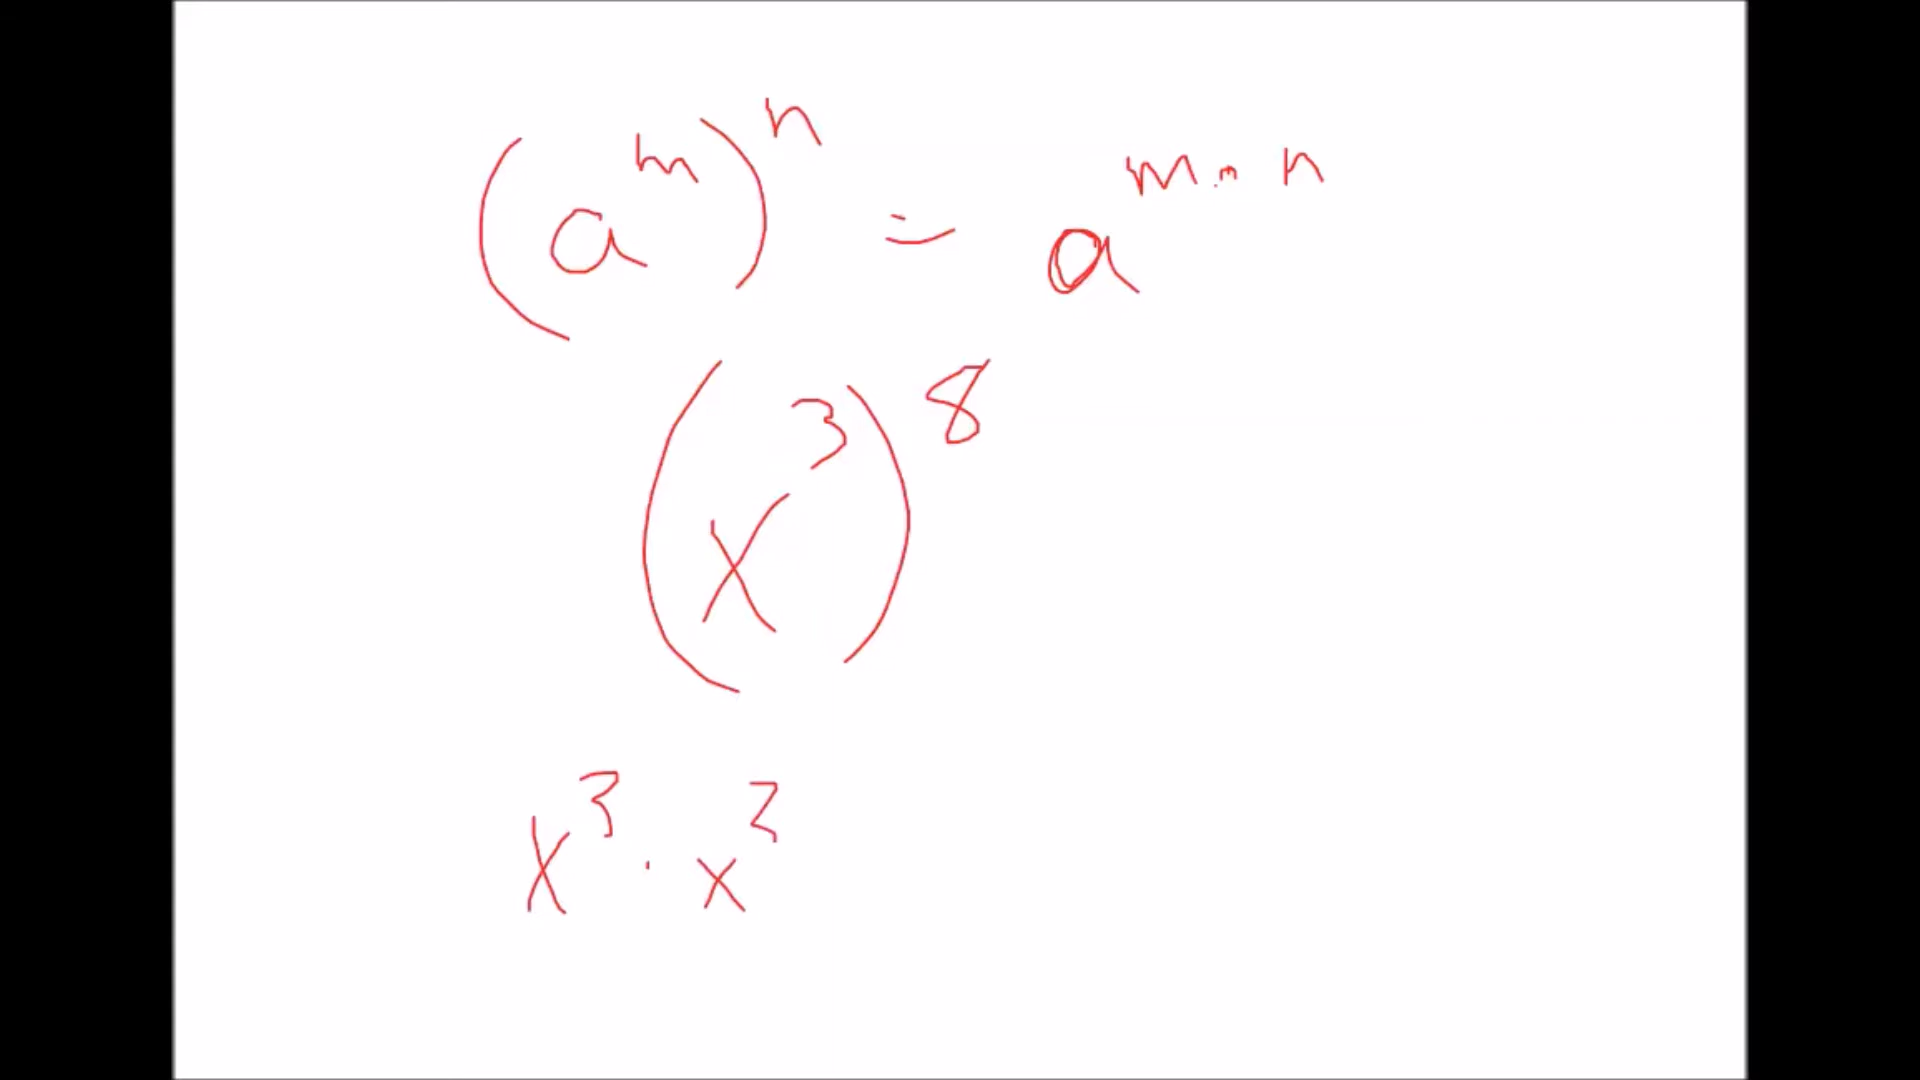 (a^m)^n = a^{m·n}
(x^3)^8
x^3 · x^3